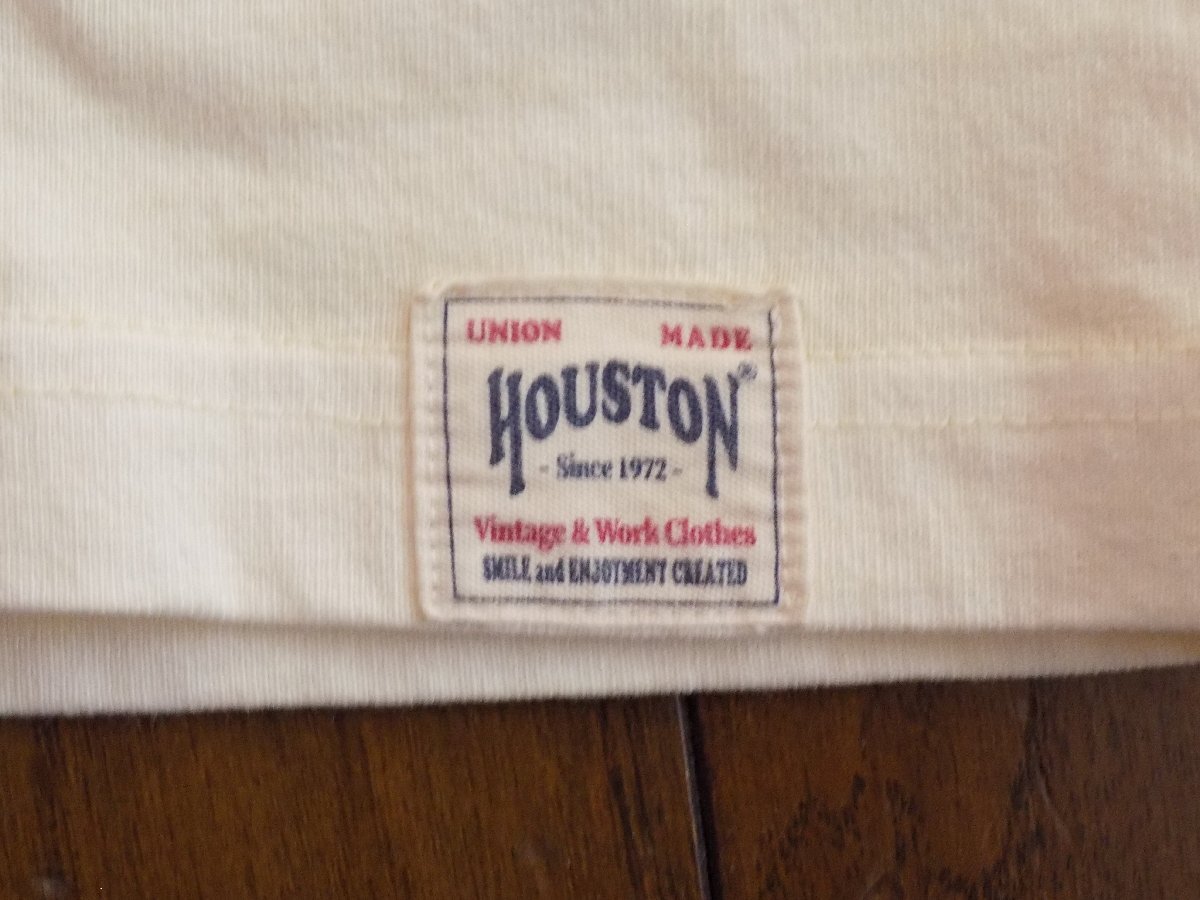 UNION MADE
HOUSTON®
- Since 1972 -
Vintage & Work Clothes
SMILE and ENJOYMENT CREATED